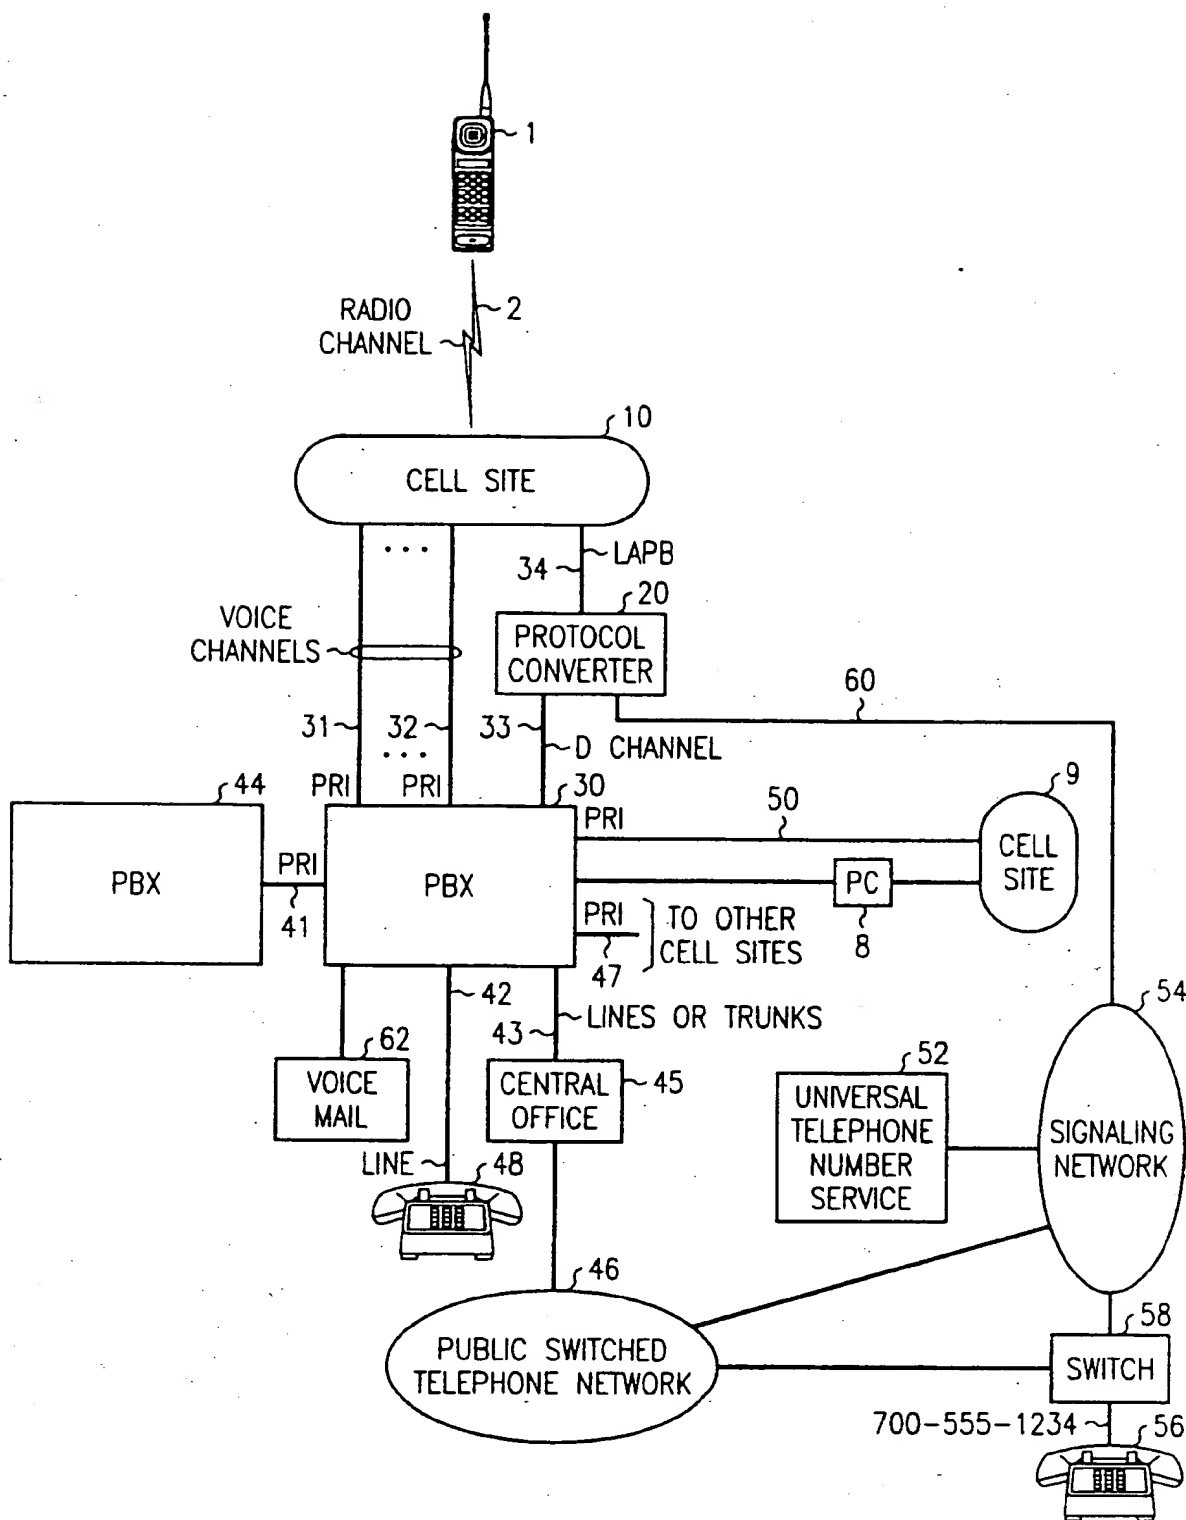 1
2
RADIO
CHANNEL
10
CELL SITE
...
LAPB
34
20
VOICE
CHANNELS
PROTOCOL
CONVERTER
60
31
32
33
...
D CHANNEL
PRI
PRI
44
30
9
PRI
50
PBX
PRI
PBX
CELL
SITE
PC
41
8
PRI
TO OTHER
CELL SITES
47
42
54
LINES OR TRUNKS
43
62
52
VOICE
MAIL
CENTRAL
OFFICE
45
UNIVERSAL
TELEPHONE
NUMBER
SERVICE
SIGNALING
NETWORK
LINE
48
46
58
PUBLIC SWITCHED
TELEPHONE NETWORK
SWITCH
700-555-1234
56